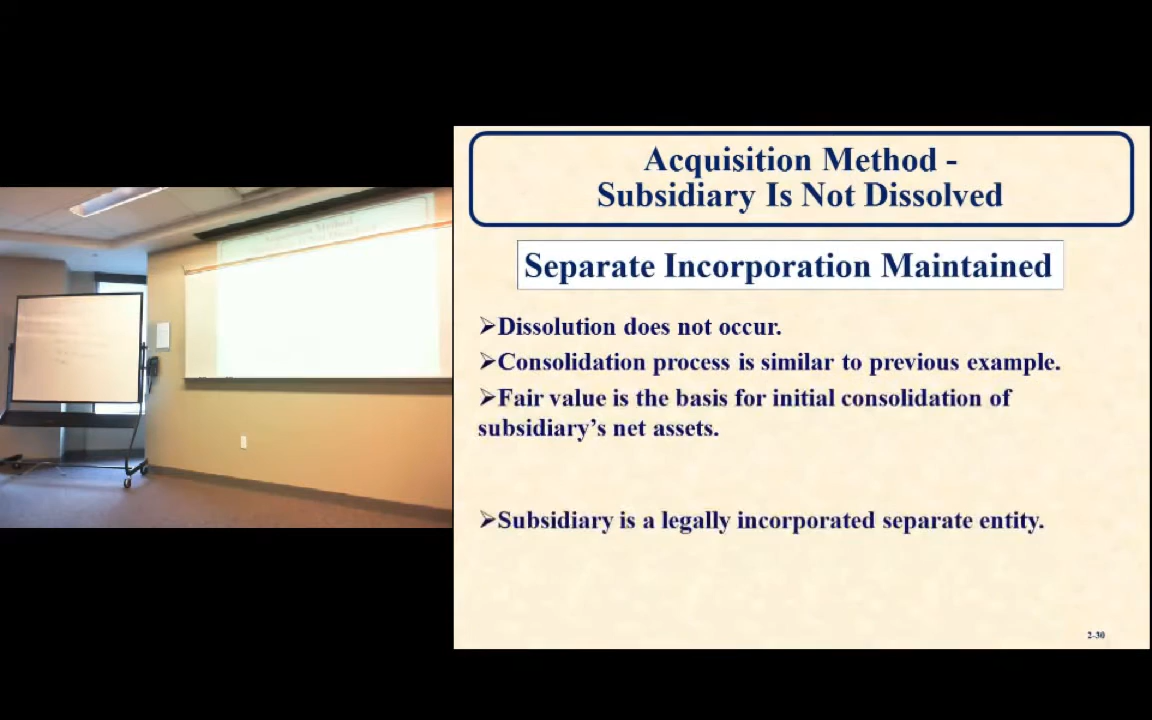 Acquisition Method -
Subsidiary Is Not Dissolved
Separate Incorporation Maintained
➢Dissolution does not occur.
➢Consolidation process is similar to previous example.
➢Fair value is the basis for initial consolidation of
subsidiary’s net assets.
➢Subsidiary is a legally incorporated separate entity.
2-30